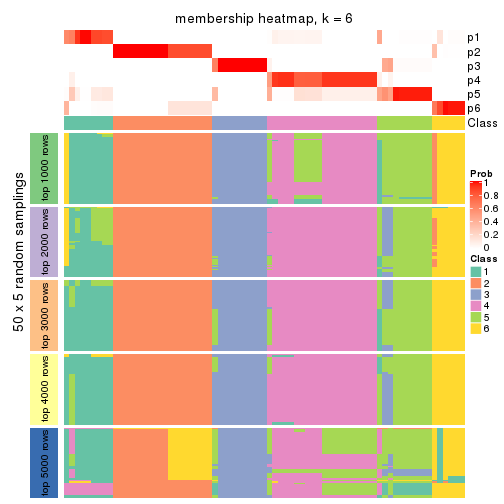 membership heatmap, k = 6
p1
p2
p3
p4
p5
p6
Class
50 x 5 random samplings
top 1000 rows
top 2000 rows
top 3000 rows
top 4000 rows
top 5000 rows
Prob
1
0.8
0.6
0.4
0.2
0
Class
1
2
3
4
5
6